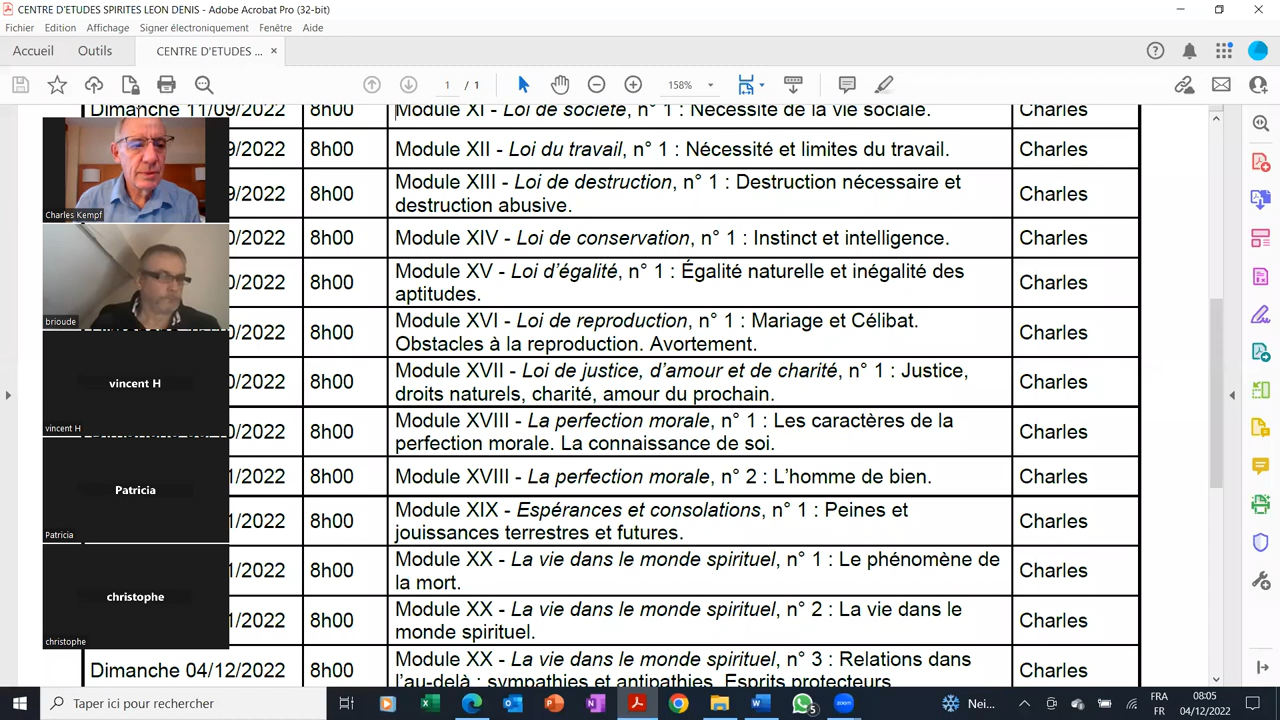 CENTRE D'ETUDES SPIRITES LEON DENIS - Adobe Acrobat Pro (32-bit)
Fichier Edition Affichage Signer électroniquement Fenêtre Aide
Accueil Outils CENTRE D'ETUDES ... ×
1 / 1 158%
Dimanche 11/09/2022 8h00 Module XI - Loi de société, n° 1 : Nécessité de la vie sociale. Charles
9/2022 8h00 Module XII - Loi du travail, n° 1 : Nécessité et limites du travail. Charles
9/2022 8h00 Module XIII - Loi de destruction, n° 1 : Destruction nécessaire et Charles
destruction abusive.
0/2022 8h00 Module XIV - Loi de conservation, n° 1 : Instinct et intelligence. Charles
0/2022 8h00 Module XV - Loi d'égalité, n° 1 : Égalité naturelle et inégalité des Charles
aptitudes.
0/2022 8h00 Module XVI - Loi de reproduction, n° 1 : Mariage et Célibat. Charles
Obstacles à la reproduction. Avortement.
0/2022 8h00 Module XVII - Loi de justice, d'amour et de charité, n° 1 : Justice, Charles
droits naturels, charité, amour du prochain.
0/2022 8h00 Module XVIII - La perfection morale, n° 1 : Les caractères de la Charles
perfection morale. La connaissance de soi.
1/2022 8h00 Module XVIII - La perfection morale, n° 2 : L'homme de bien. Charles
1/2022 8h00 Module XIX - Espérances et consolations, n° 1 : Peines et Charles
jouissances terrestres et futures.
1/2022 8h00 Module XX - La vie dans le monde spirituel, n° 1 : Le phénomène de Charles
la mort.
1/2022 8h00 Module XX - La vie dans le monde spirituel, n° 2 : La vie dans le Charles
monde spirituel.
Dimanche 04/12/2022 8h00 Module XX - La vie dans le monde spirituel, n° 3 : Relations dans Charles
l'au-delà : sympathies et antipathies. Esprits protecteurs
Charles Kempf
brioude
vincent H
vincent H
Patricia
Patricia
christophe
christophe
Taper ici pour rechercher
5
zoom
Nei...
FRA
FR
08:05
04/12/2022